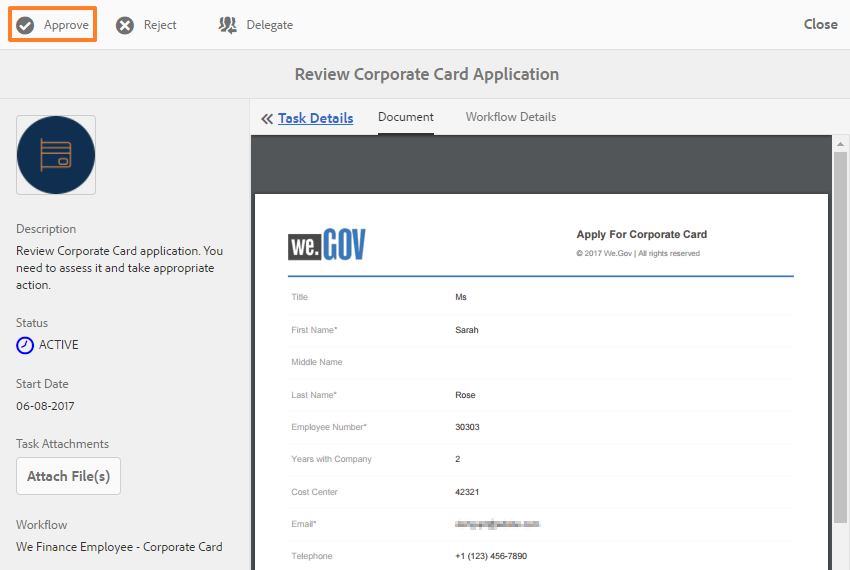 Approve Reject Delegate Close
Review Corporate Card Application
Task Details Document Workflow Details
Description
Review Corporate Card application. You
need to assess it and take appropriate
action.
Status
ACTIVE
Start Date
06-08-2017
Task Attachments
Attach File(s)
Workflow
We Finance Employee - Corporate Card
we.GOV
Apply For Corporate Card
© 2017 We.Gov | All rights reserved
Title Ms
First Name* Sarah
Middle Name
Last Name* Rose
Employee Number* 30303
Years with Company 2
Cost Center 42321
Email*
Telephone +1 (123) 456-7890